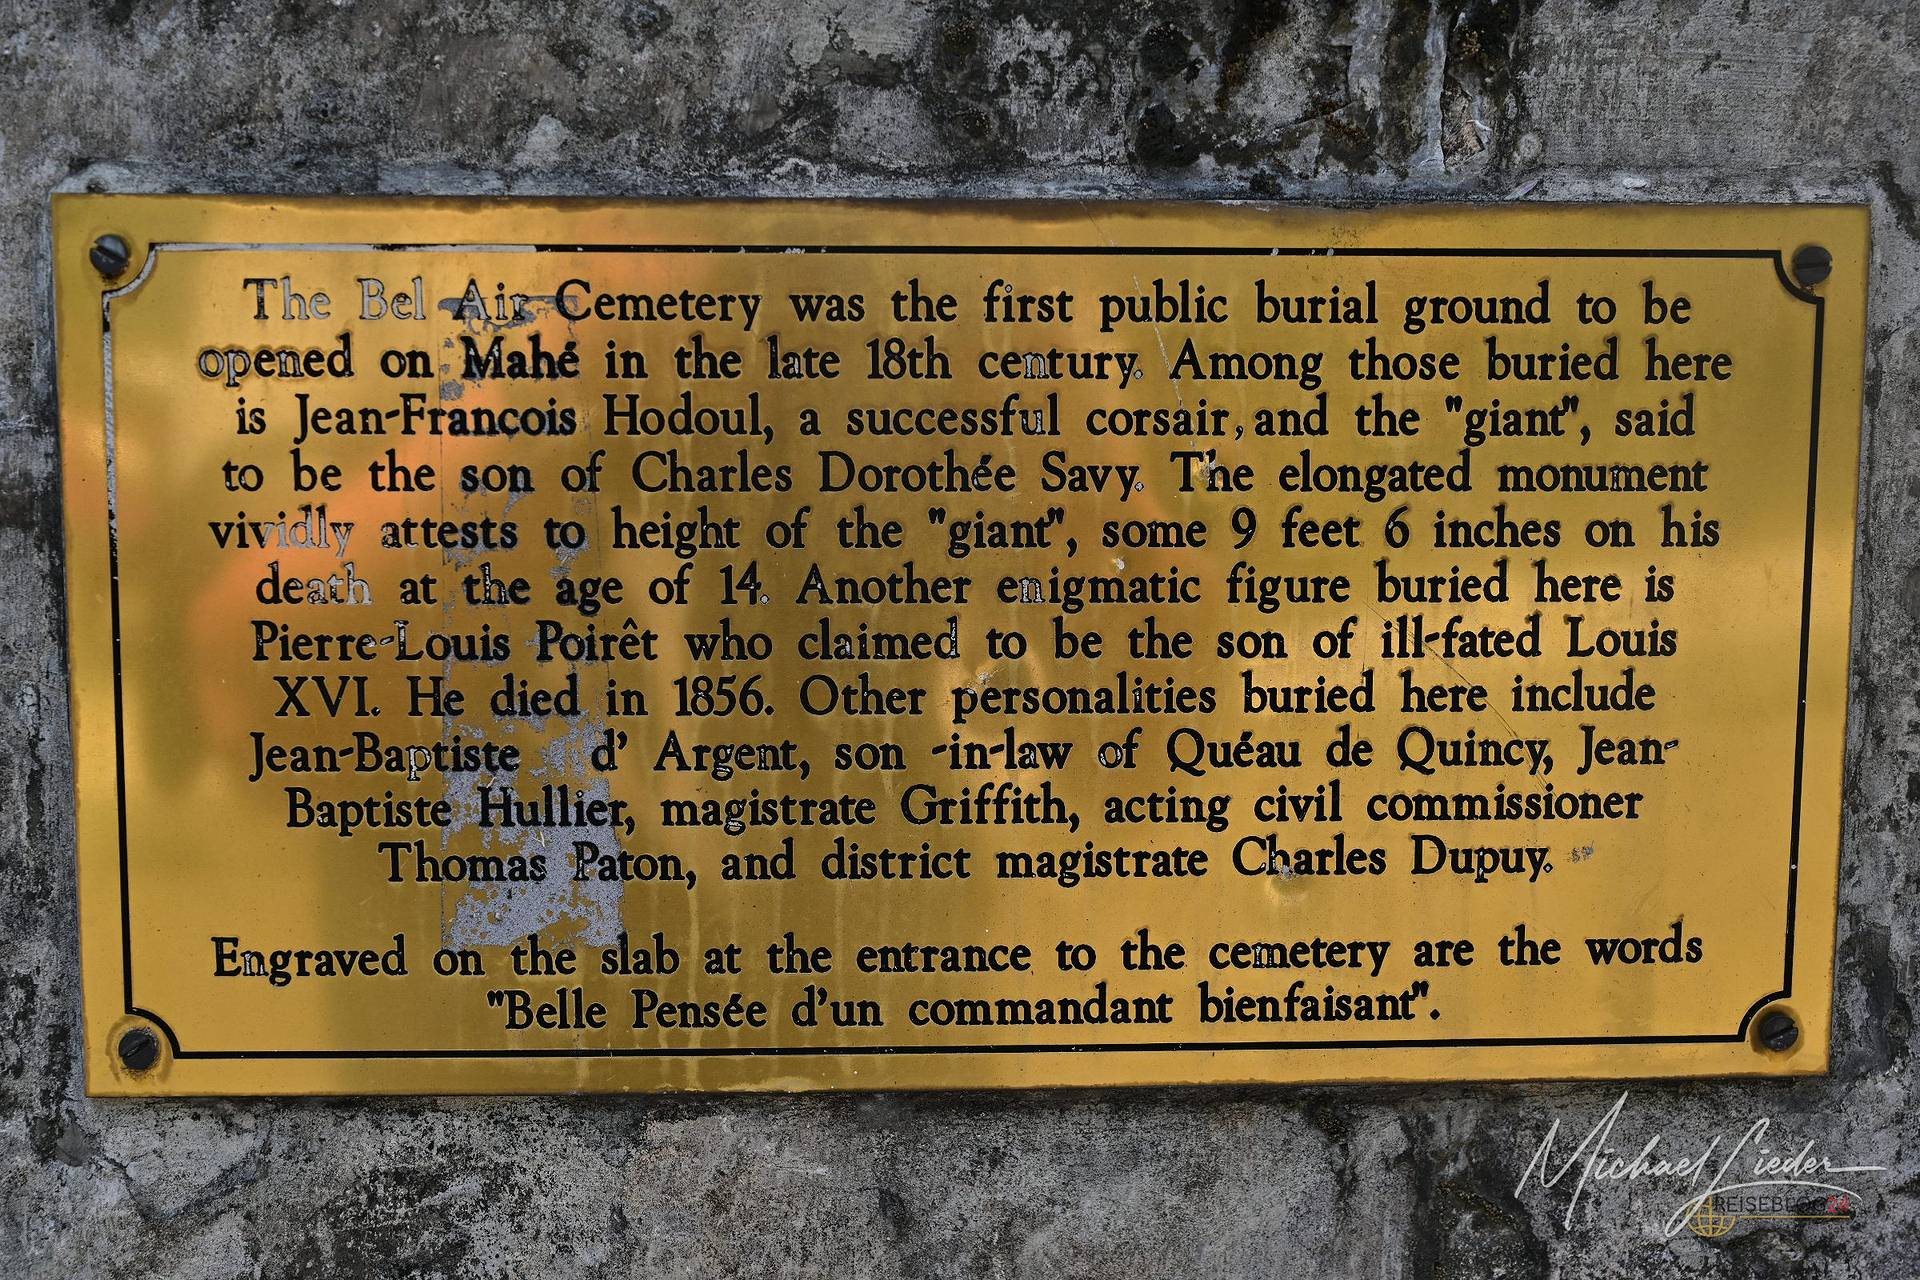 The Bel Air Cemetery was the first public burial ground to be
opened on Mahé in the late 18th century. Among those buried here
is Jean-Francois Hodoul, a successful corsair, and the "giant", said
to be the son of Charles Dorothée Savy. The elongated monument
vividly attests to height of the "giant", some 9 feet 6 inches on his
death at the age of 14. Another enigmatic figure buried here is
Pierre-Louis Poirêt who claimed to be the son of ill-fated Louis
XVI. He died in 1856. Other personalities buried here include
Jean-Baptiste d' Argent, son -in-law of Quéau de Quincy, Jean-
Baptiste Hullier, magistrate Griffith, acting civil commissioner
Thomas Paton, and district magistrate Charles Dupuy.
Engraved on the slab at the entrance to the cemetery are the words
"Belle Pensée d'un commandant bienfaisant".
Michael Lieder
REISEBLOG24